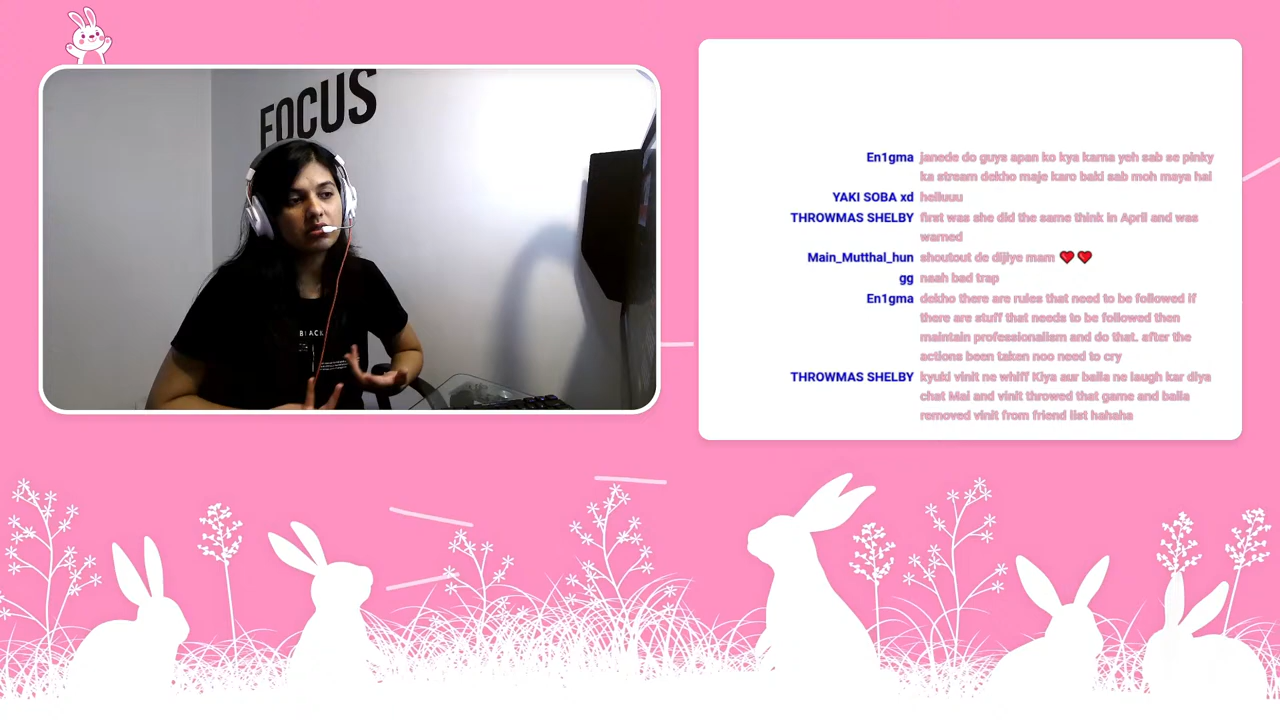 FOCUS
BLACK
En1gma janede do guys apan ko kya karna yeh sab se pinky
ka stream dekho maje karo baki sab moh maya hai
YAKI SOBA xd helluuu
THROWMAS SHELBY first was she did the same think in April and was
warned
Main_Mutthal_hun shoutout de dijiye mam ❤️ ❤️
gg naah bad trap
En1gma dekho there are rules that need to be followed if
there are stuff that needs to be followed then
maintain professionalism and do that. after the
actions been taken noo need to cry
THROWMAS SHELBY kyuki vinit ne whiff Kiya aur balla ne laugh kar diya
chat Mai and vinit throwed that game and balla
removed vinit from friend list hahaha